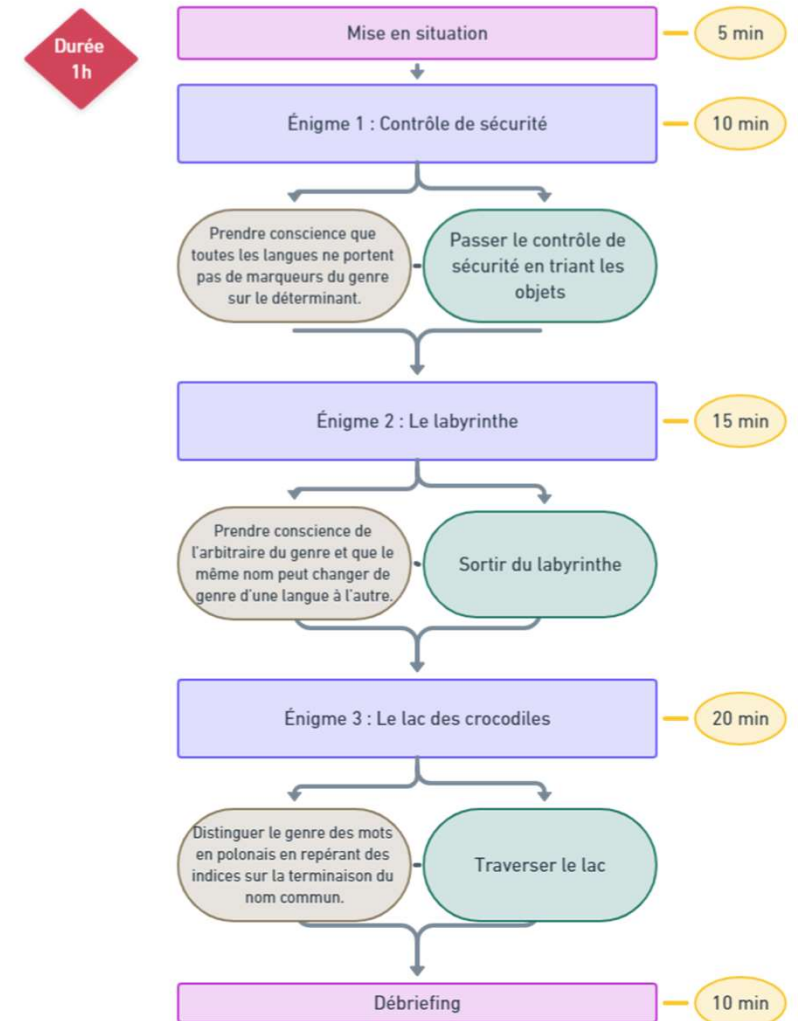 Durée
1h
Mise en situation
5 min
Énigme 1 : Contrôle de sécurité
10 min
Prendre conscience que
toutes les langues ne portent
pas de marqueurs du genre
sur le déterminant.
Passer le contrôle de
sécurité en triant les
objets
Énigme 2 : Le labyrinthe
15 min
Prendre conscience de
l'arbitraire du genre et que le
même nom peut changer de
genre d'une langue à l'autre.
Sortir du labyrinthe
Énigme 3 : Le lac des crocodiles
20 min
Distinguer le genre des mots
en polonais en repérant des
indices sur la terminaison du
nom commun.
Traverser le lac
Débriefing
10 min